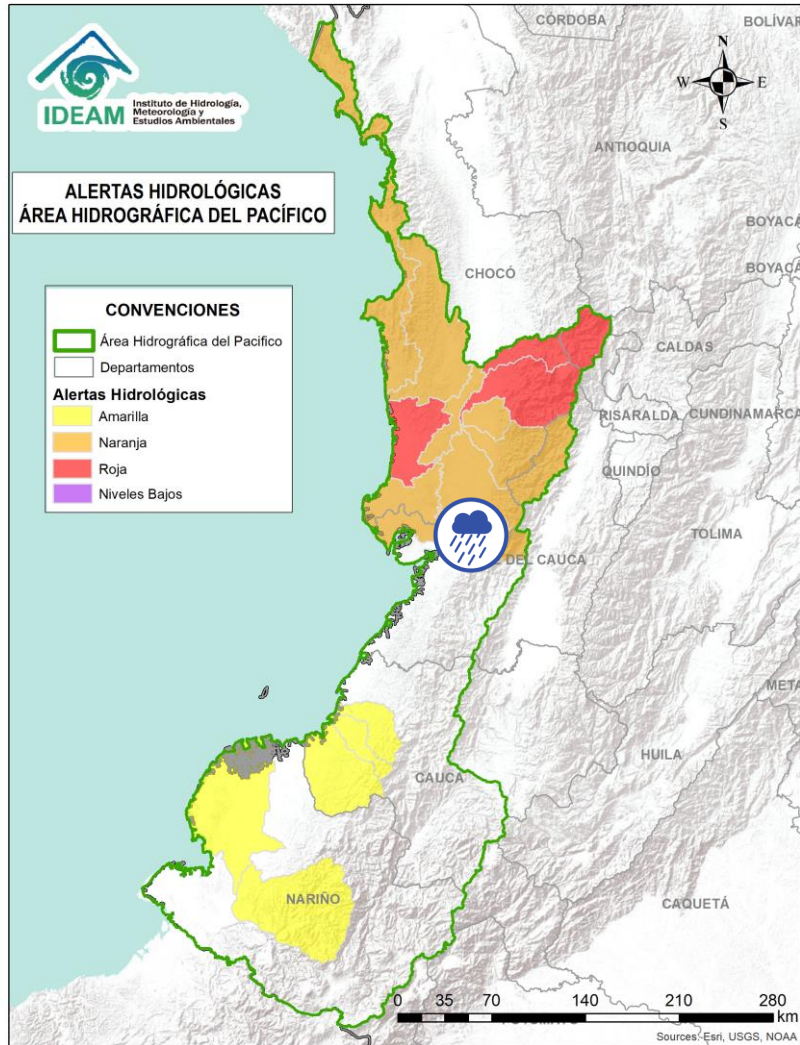 CÓRDOBA
BOLÍVAR
N
W
E
S
IDEAM
Instituto de Hidrología,
Meteorología y
Estudios Ambientales
ANTIOQUIA
ALERTAS HIDROLÓGICAS
ÁREA HIDROGRÁFICA DEL PACÍFICO
BOYACÁ
BOYACÁ
CHOCÓ
CONVENCIONES
Área Hidrográfica del Pacifico
Departamentos
Alertas Hidrológicas
Amarilla
Naranja
Roja
Niveles Bajos
CALDAS
RISARALDA
CUNDINAMARCA
QUINDÍO
TOLIMA
DEL CAUCA
META
HUILA
CAUCA
NARIÑO
CAQUETÁ
0 35 70 140 210 280
km
Sources: Esri, USGS, NOAA